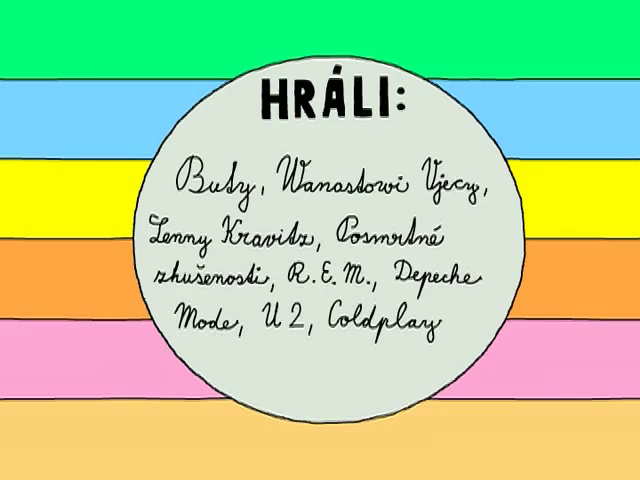 HRÁLI:
Buty, Wanastowi Vjecy,
Lenny Kravitz, Posmrtné
zkušenosti, R.E.M., Depeche
Mode, U2, Coldplay